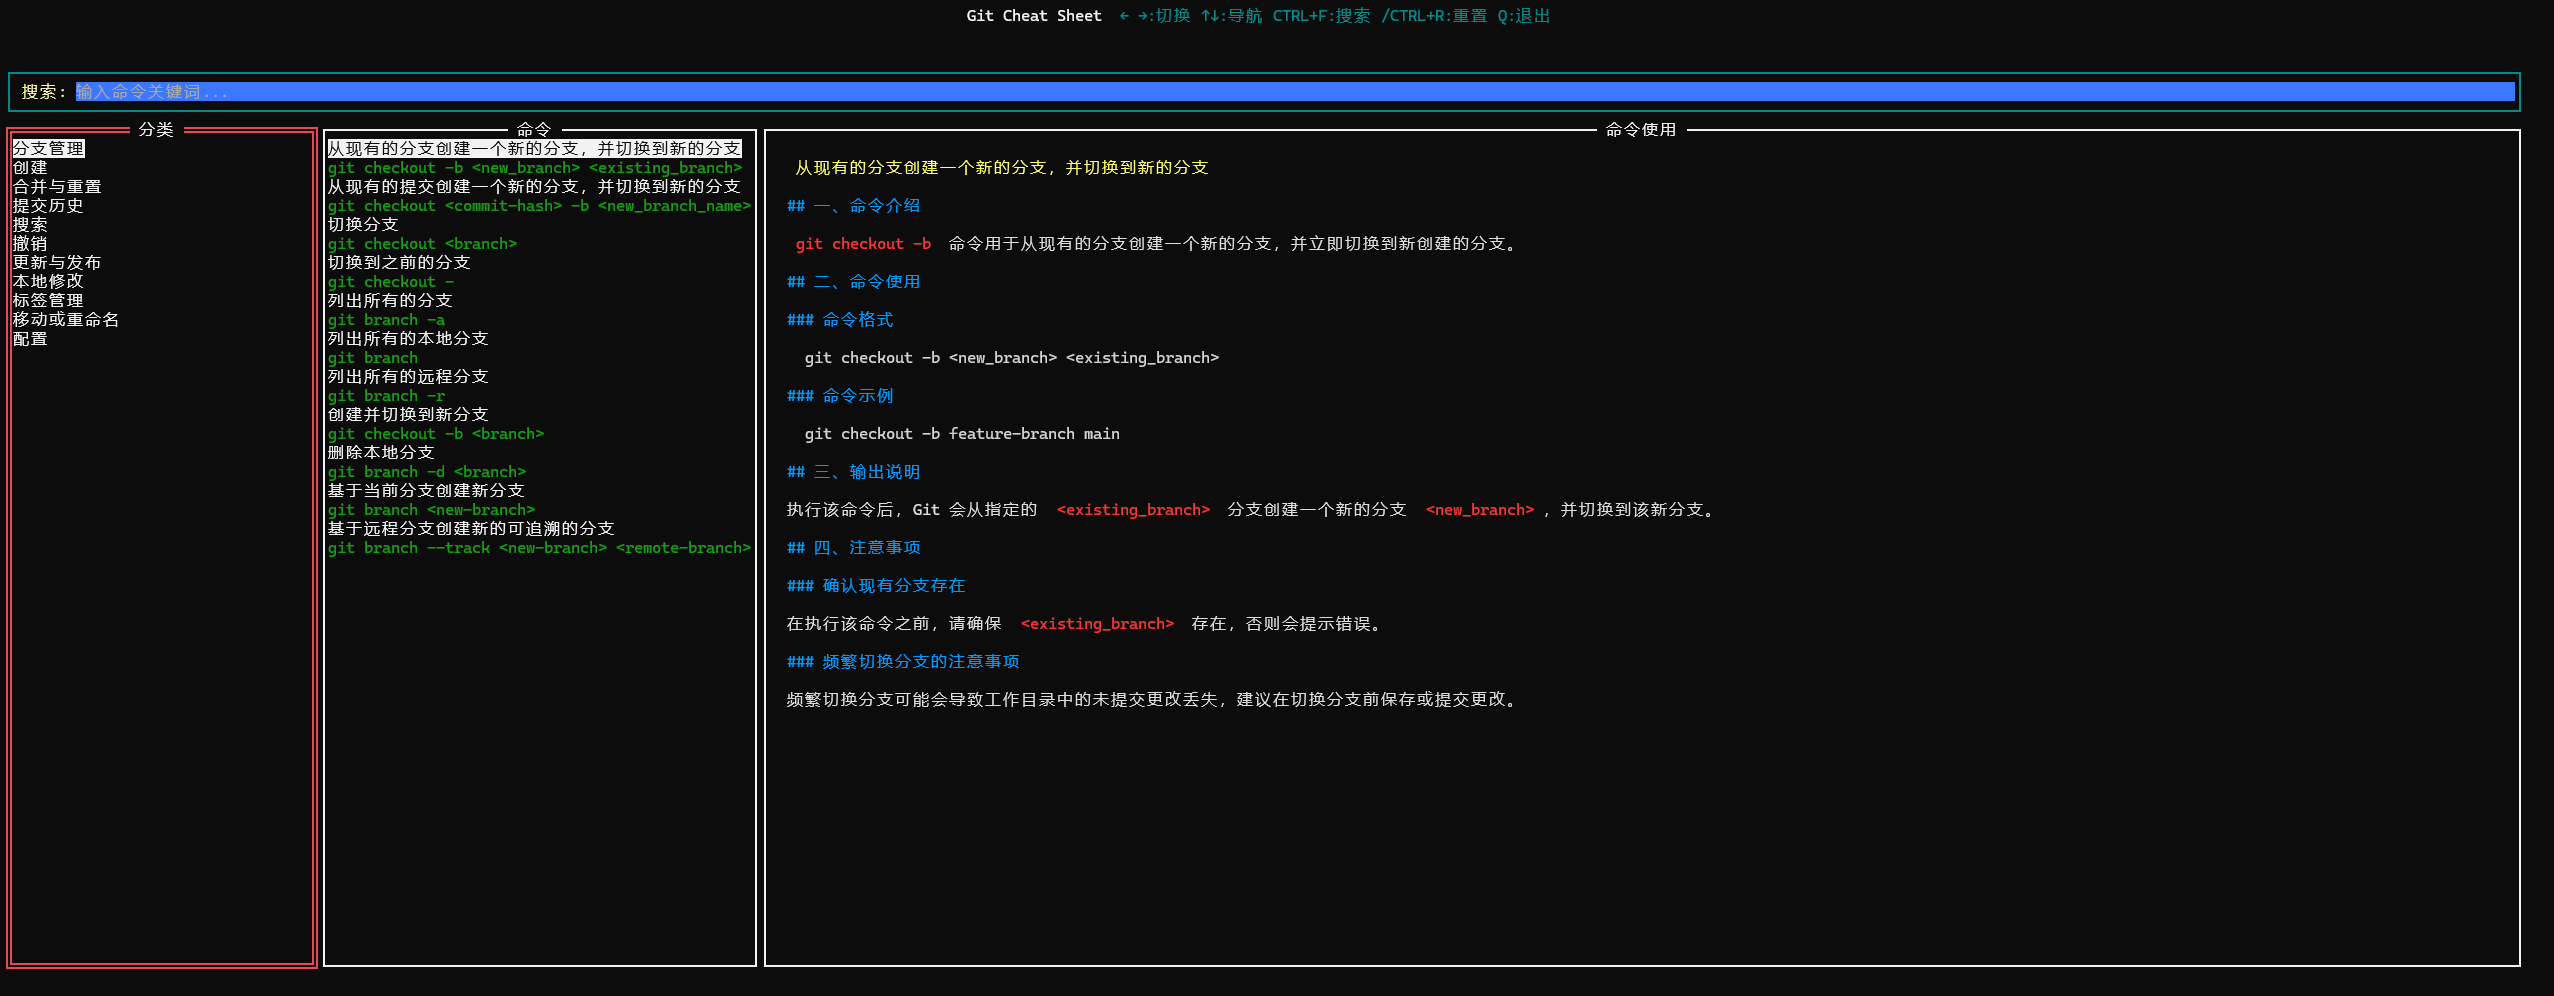 Git Cheat Sheet ← →:切换 ↑↓:导航 CTRL+F:搜索 /CTRL+R:重置 Q:退出
搜索: 输入命令关键词...
分类
分支管理
创建
合并与重置
提交历史
搜索
撤销
更新与发布
本地修改
标签管理
移动或重命名
配置
命令
从现有的分支创建一个新的分支，并切换到新的分支
git checkout -b <new_branch> <existing_branch>
从现有的提交创建一个新的分支，并切换到新的分支
git checkout <commit-hash> -b <new_branch_name>
切换分支
git checkout <branch>
切换到之前的分支
git checkout -
列出所有的分支
git branch -a
列出所有的本地分支
git branch
列出所有的远程分支
git branch -r
创建并切换到新分支
git checkout -b <branch>
删除本地分支
git branch -d <branch>
基于当前分支创建新分支
git branch <new-branch>
基于远程分支创建新的可追溯的分支
git branch --track <new-branch> <remote-branch>
命令使用
从现有的分支创建一个新的分支，并切换到新的分支
## 一、命令介绍
git checkout -b 命令用于从现有的分支创建一个新的分支，并立即切换到新创建的分支。
## 二、命令使用
### 命令格式
git checkout -b <new_branch> <existing_branch>
### 命令示例
git checkout -b feature-branch main
## 三、输出说明
执行该命令后，Git 会从指定的 <existing_branch> 分支创建一个新的分支 <new_branch> ，并切换到该新分支。
## 四、注意事项
### 确认现有分支存在
在执行该命令之前，请确保 <existing_branch> 存在，否则会提示错误。
### 频繁切换分支的注意事项
频繁切换分支可能会导致工作目录中的未提交更改丢失，建议在切换分支前保存或提交更改。